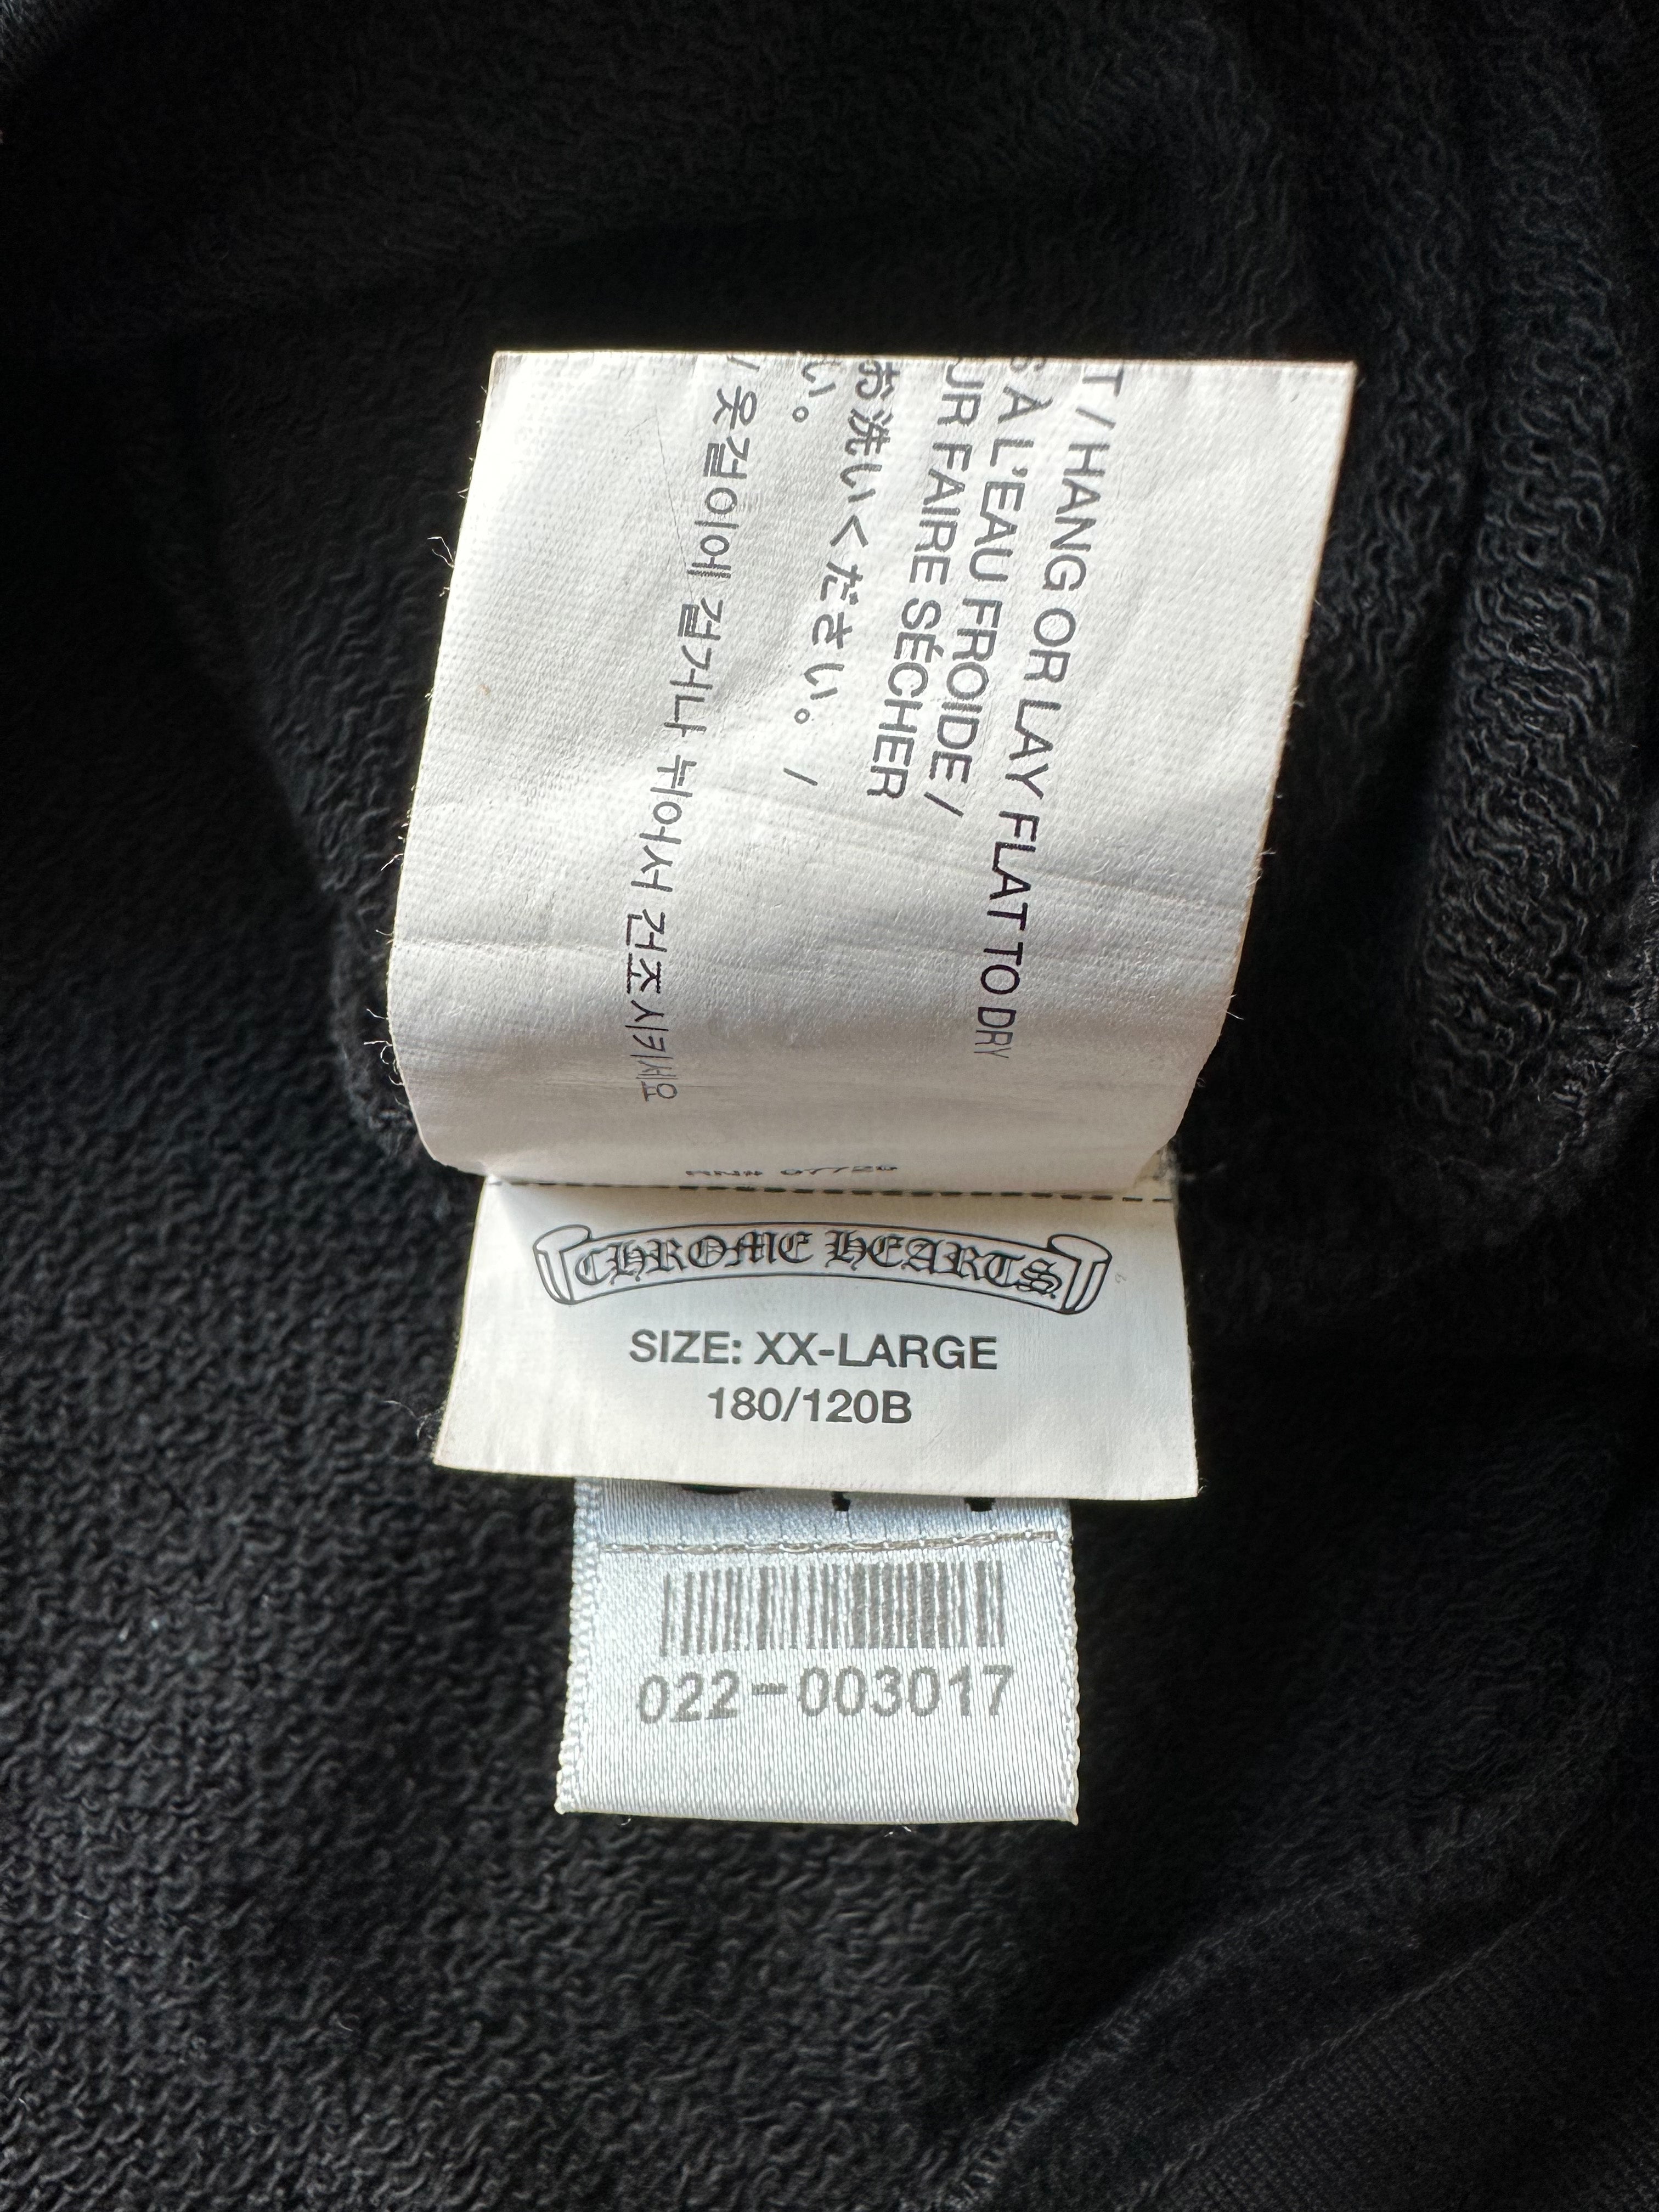 T / HANG OR LAY FLAT TO DRY
S À L'EAU FROIDE /
UR FAIRE SÉCHER
お洗いください。 /
い。
/ 옷걸이에 걸거나 뉘어서 건조시키세요
CHROME HEARTS
SIZE: XX-LARGE
180/120B
022-003017